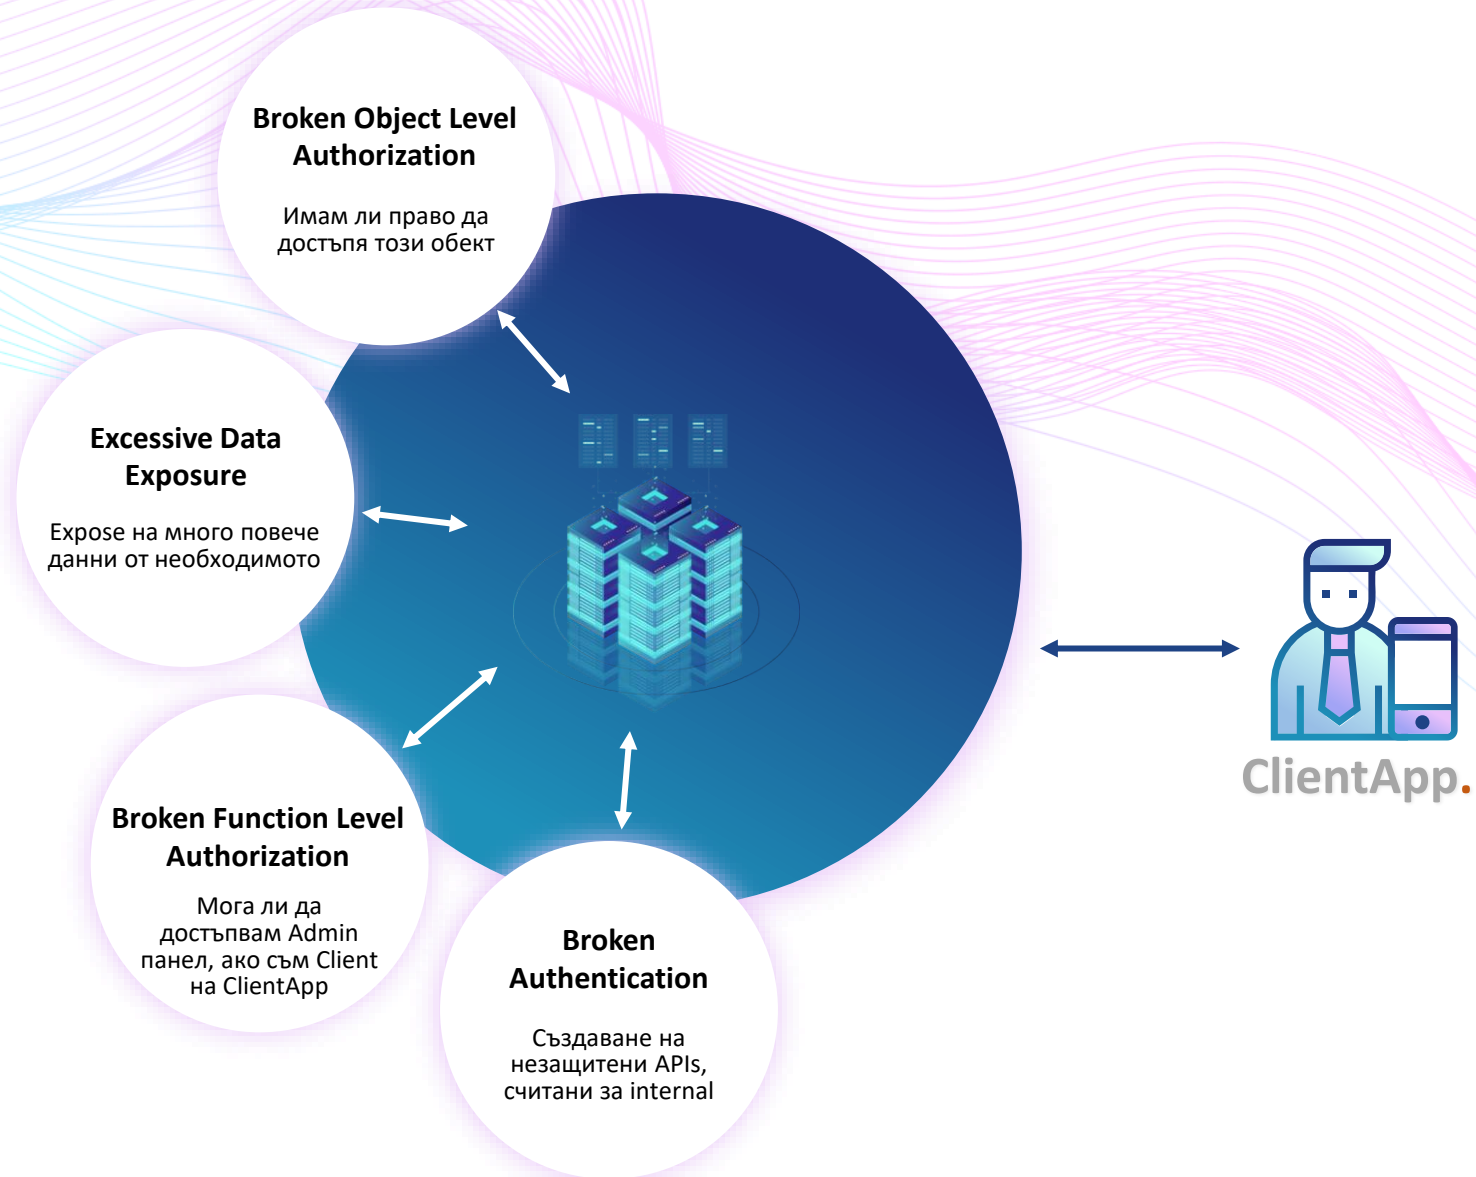 Broken Object Level
Authorization
Имам ли право да
достъпя този обект
Excessive Data
Exposure
Expose на много повече
данни от необходимото
Broken Function Level
Authorization
Мога ли да
достъпвам Admin
панел, ако съм Client
на ClientApp
Broken
Authentication
Създаване на
незащитени APIs,
считани за internal
ClientApp.